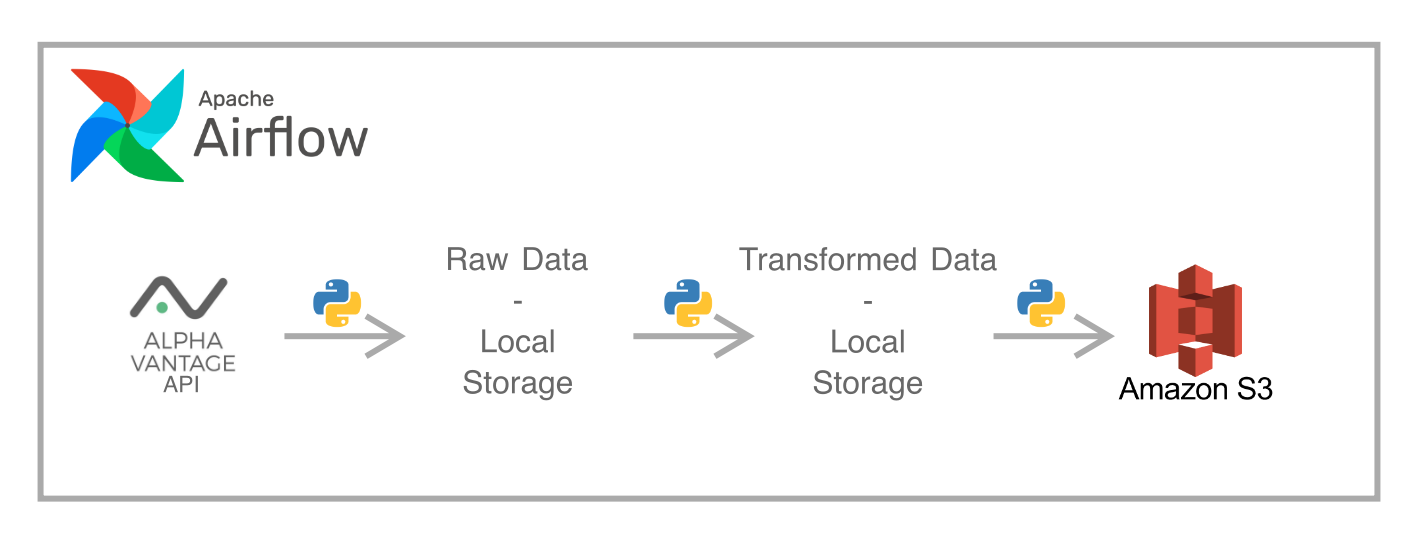 Apache
Airflow
ALPHA
VANTAGE
API
Raw Data
-
Local
Storage
Transformed Data
-
Local
Storage
Amazon S3